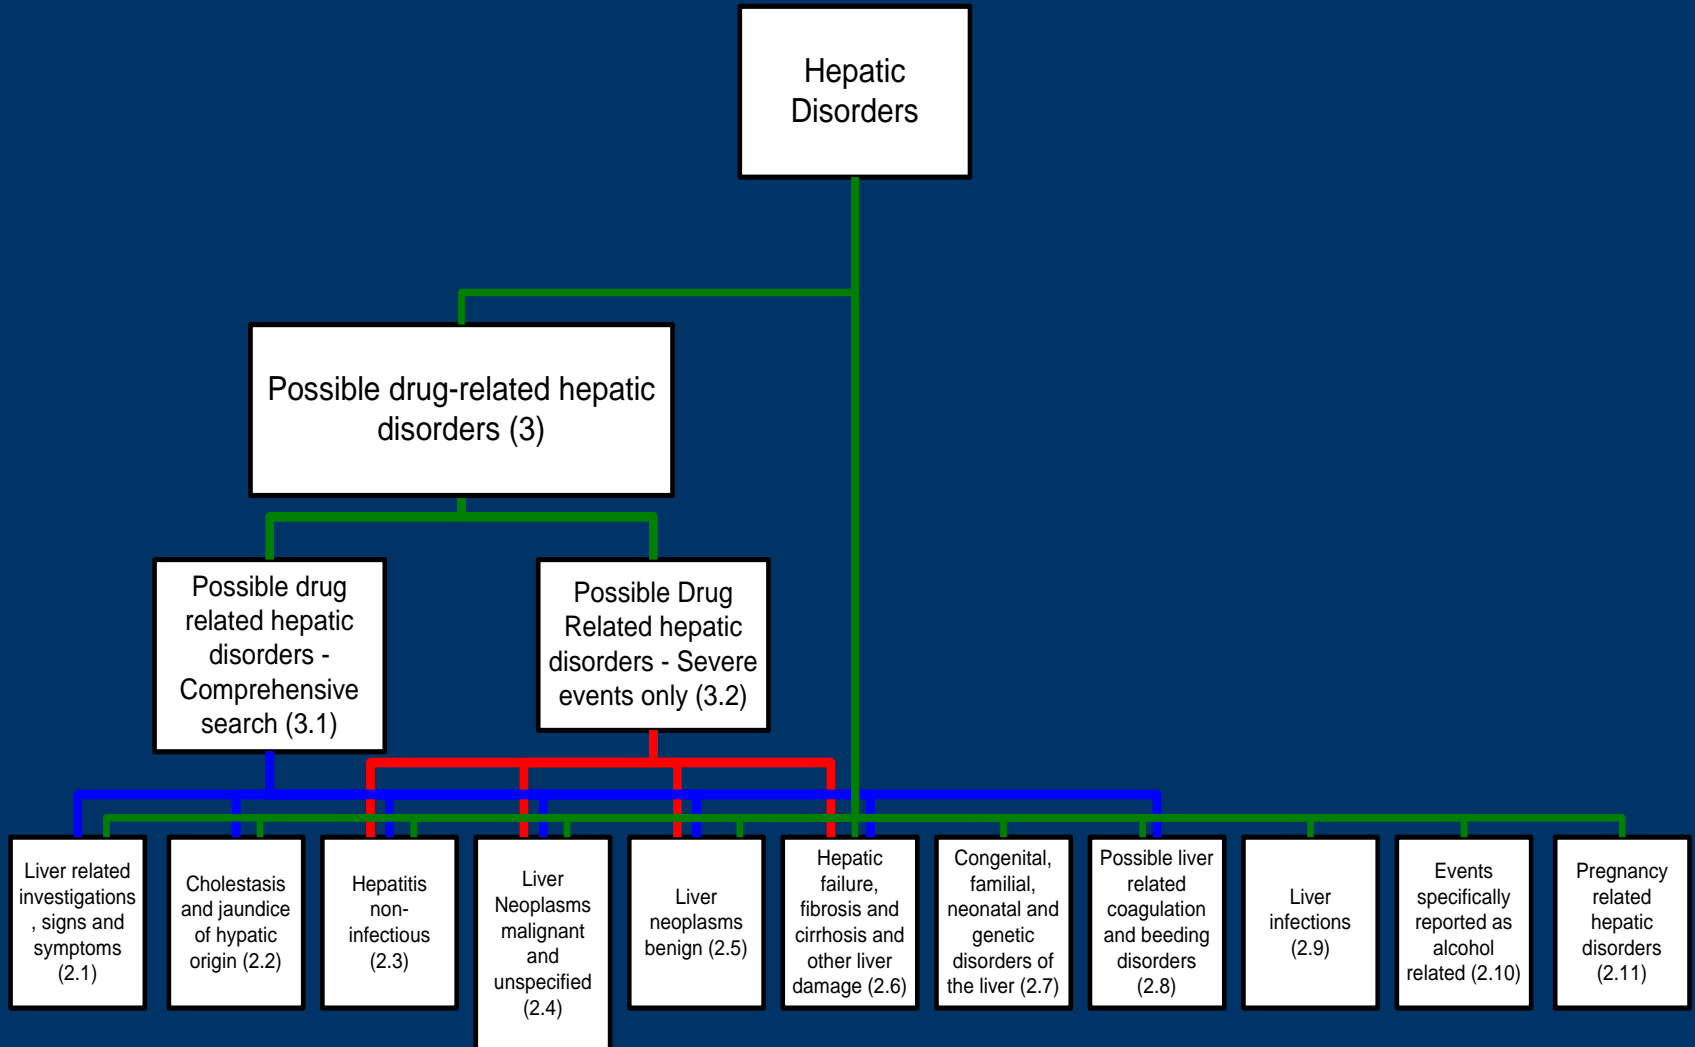 Hepatic
Disorders
Possible drug-related hepatic
disorders (3)
Possible drug
related hepatic
disorders -
Comprehensive
search (3.1)
Possible Drug
Related hepatic
disorders - Severe
events only (3.2)
Liver related
investigations
, signs and
symptoms
(2.1)
Cholestasis
and jaundice
of hypatic
origin (2.2)
Hepatitis
non-
infectious
(2.3)
Liver
Neoplasms
malignant
and
unspecified
(2.4)
Liver
neoplasms
benign (2.5)
Hepatic
failure,
fibrosis and
cirrhosis and
other liver
damage (2.6)
Congenital,
familial,
neonatal and
genetic
disorders of
the liver (2.7)
Possible liver
related
coagulation
and beeding
disorders
(2.8)
Liver
infections
(2.9)
Events
specifically
reported as
alcohol
related (2.10)
Pregnancy
related
hepatic
disorders
(2.11)